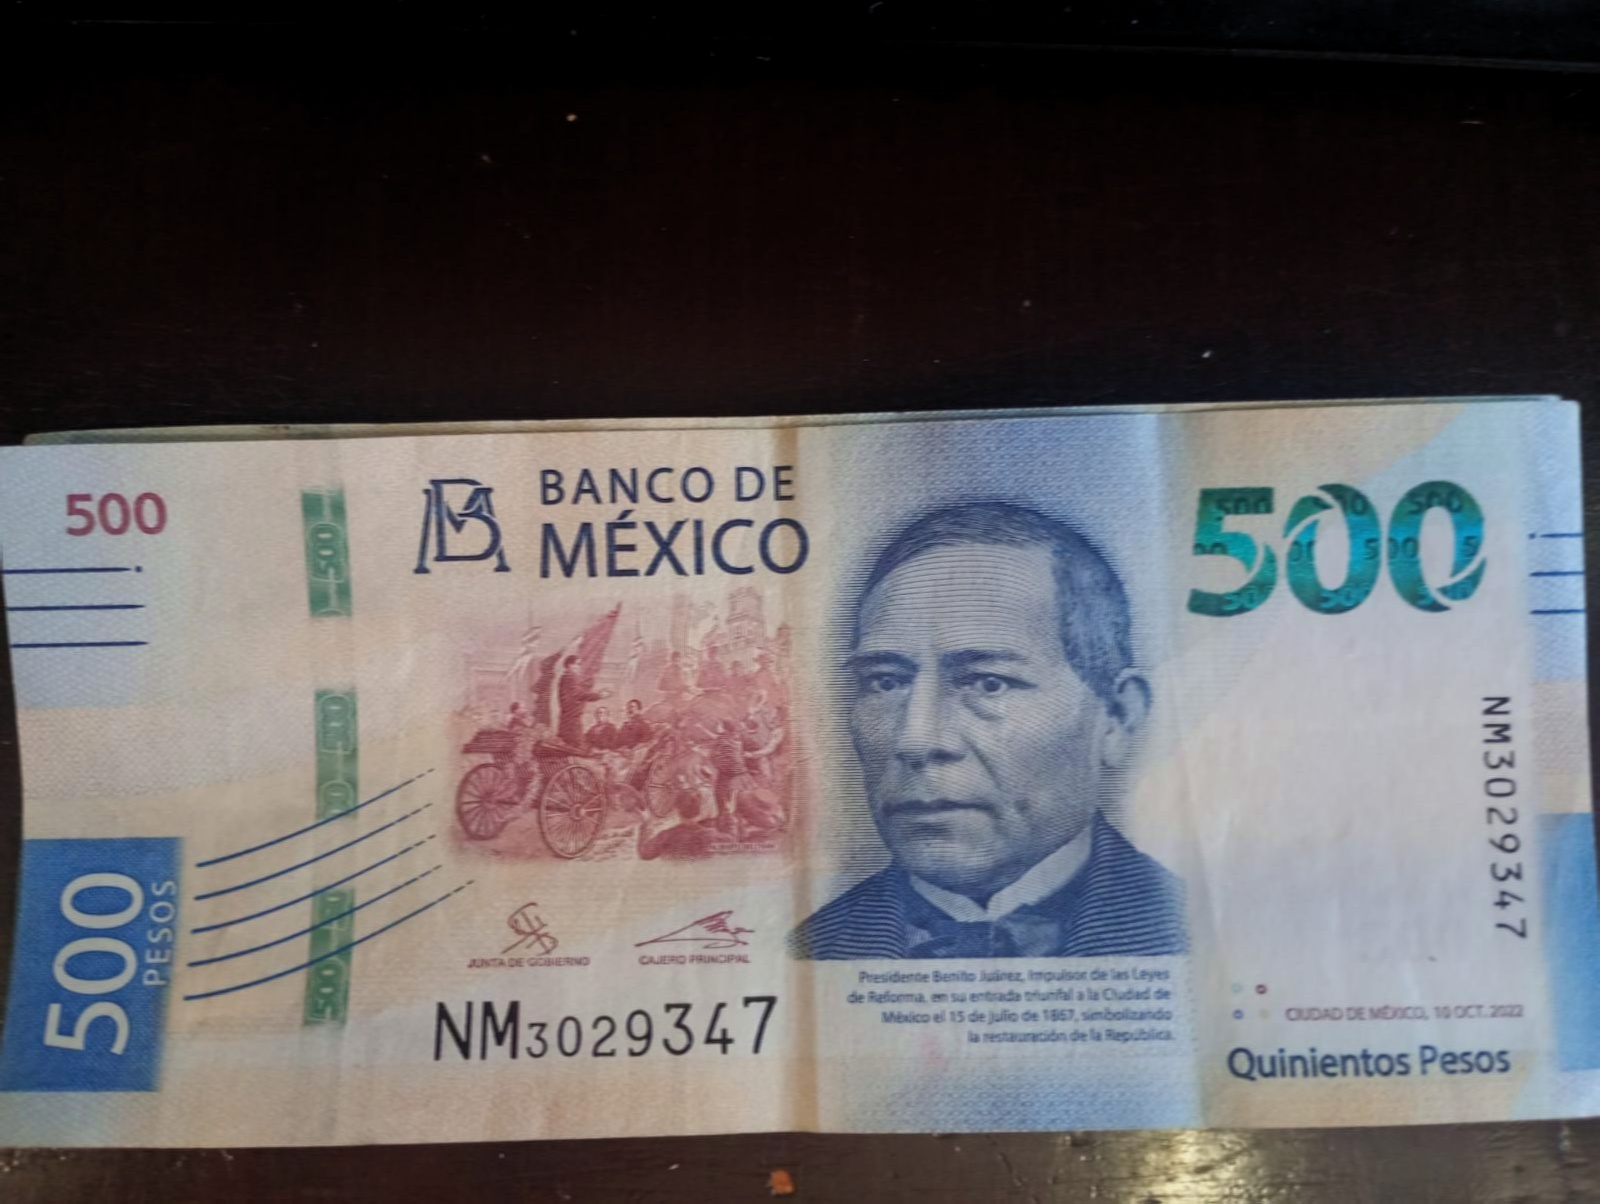 500
BANCO DE
MÉXICO
500
500
PESOS
JUNTA DE GOBIERNO
CAJERO PRINCIPAL
NM3029347
Presidente Benito Juárez, impulsor de las Leyes
de Reforma, en su entrada triunfal a la Ciudad de
México el 15 de julio de 1867, simbolizando
la restauración de la República.
NM3029347
CIUDAD DE MÉXICO, 10 OCT. 2022
Quinientos Pesos